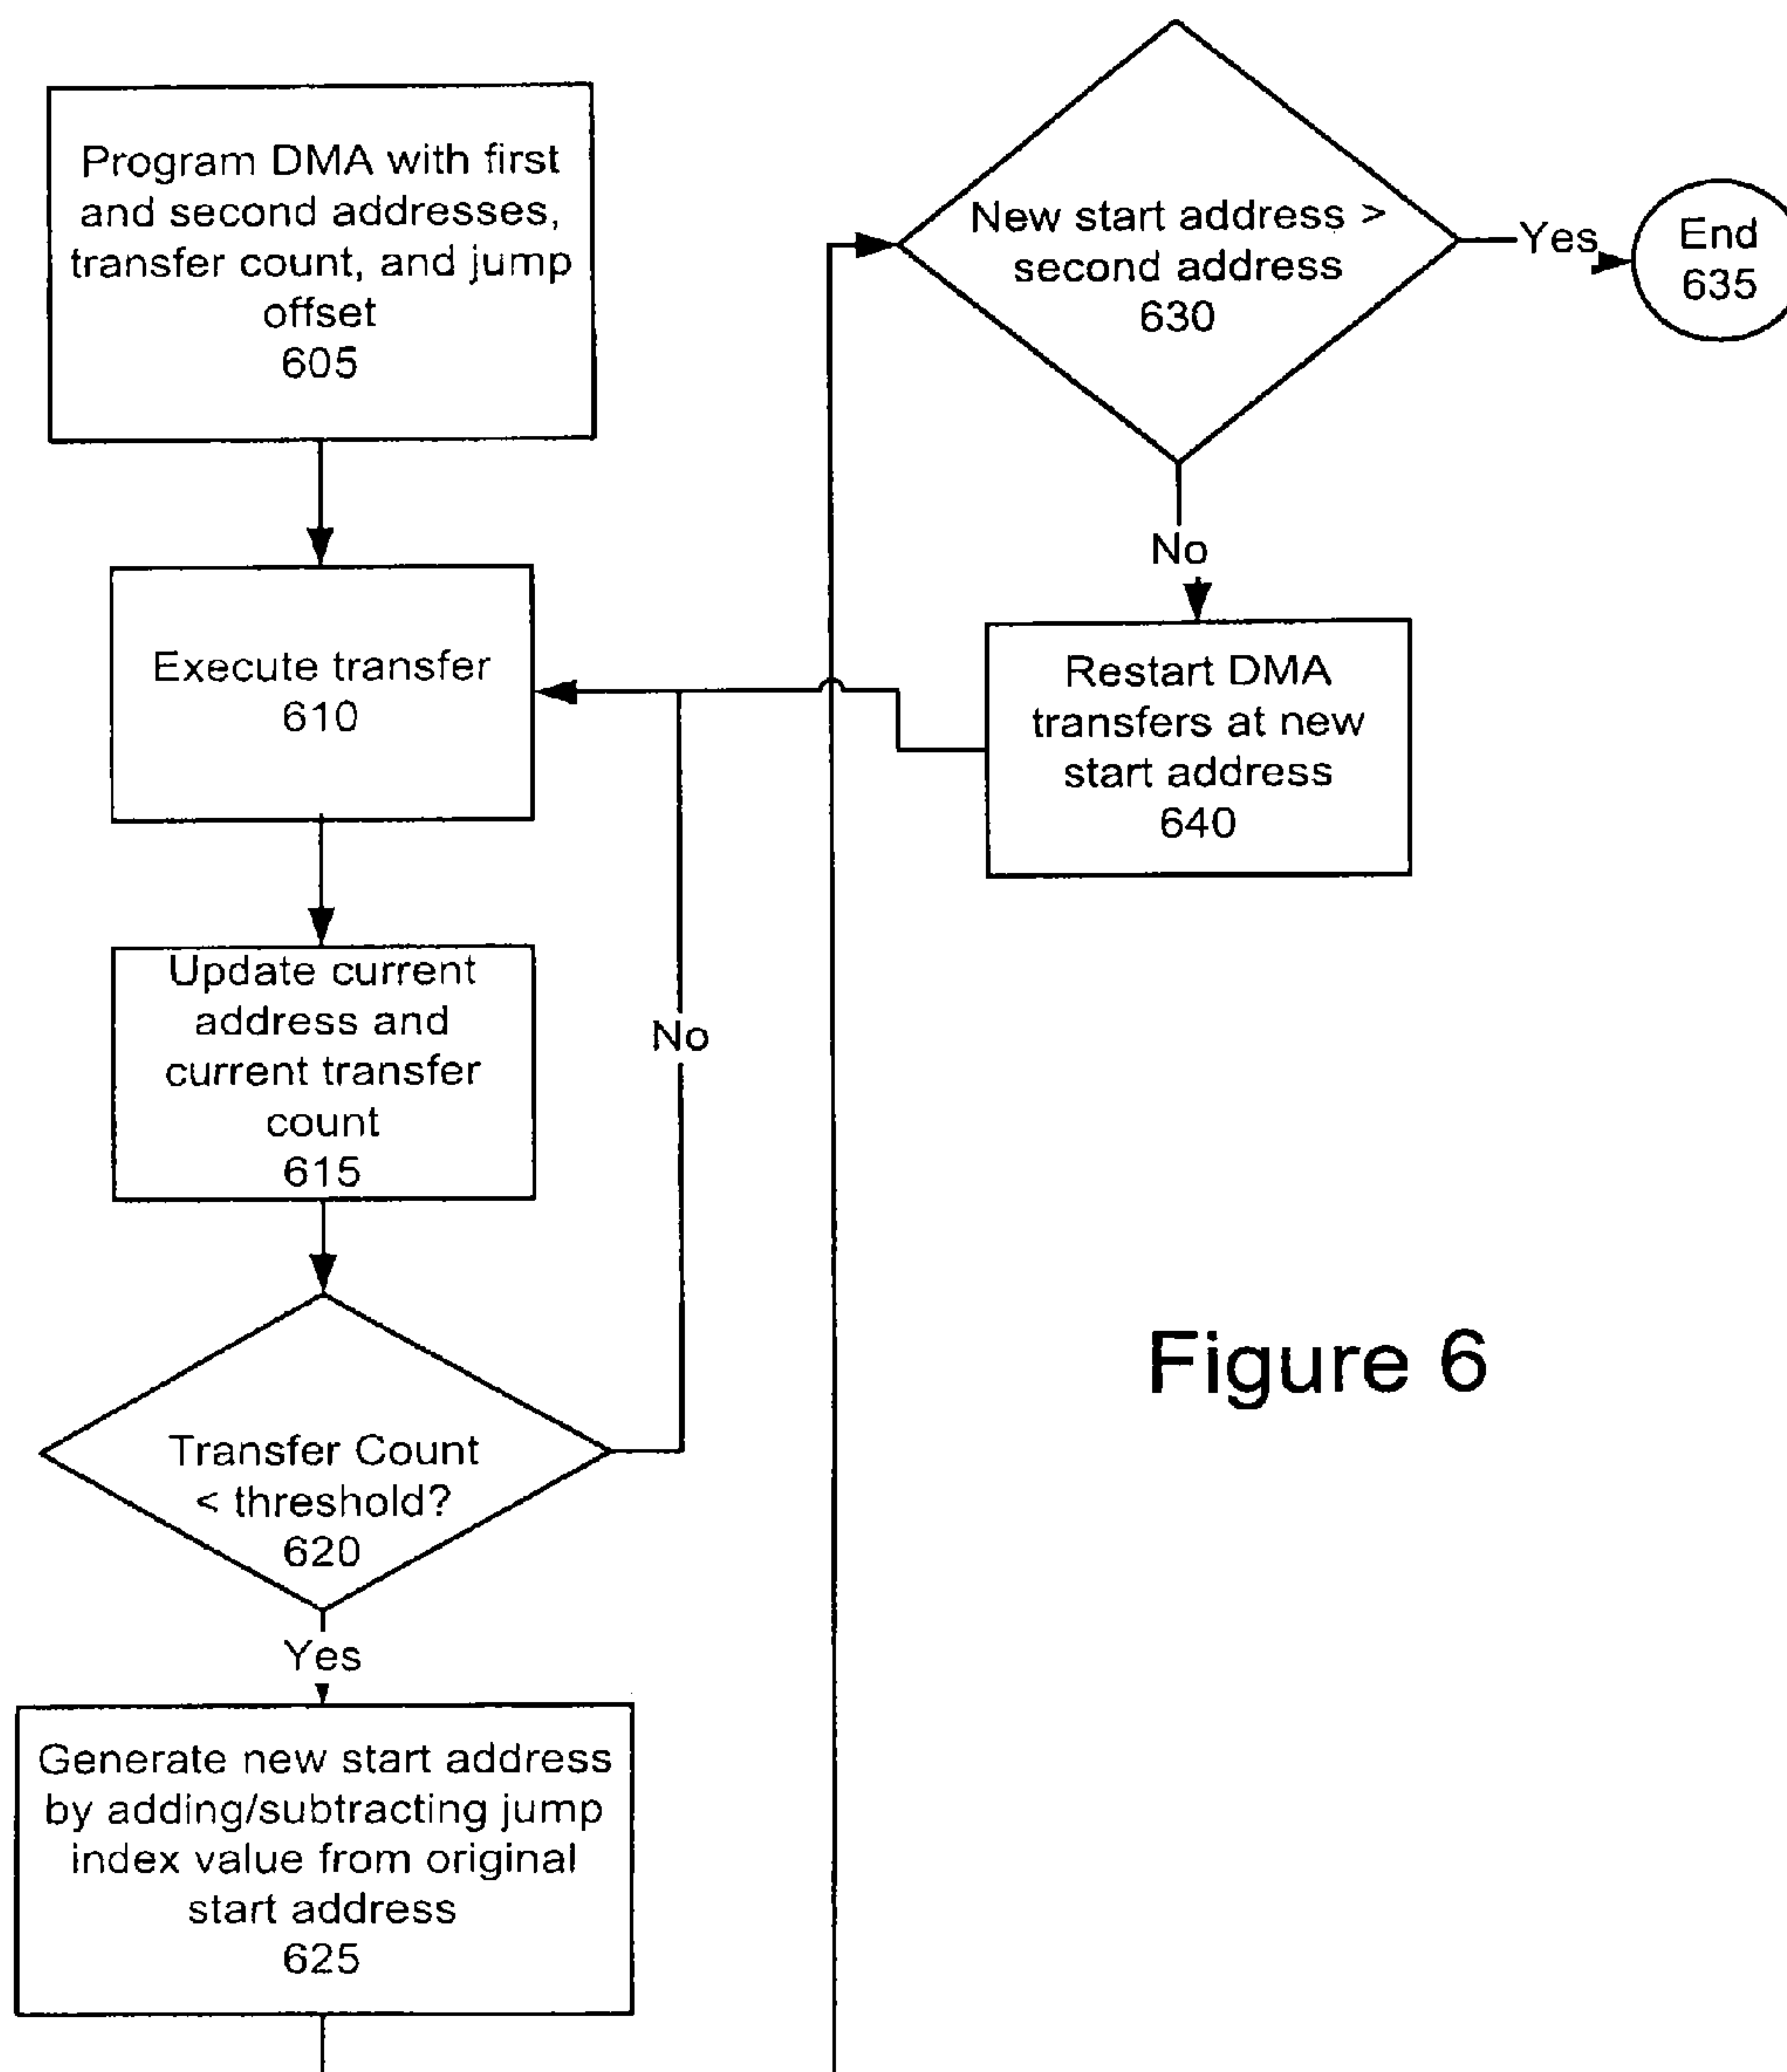 Program DMA with first
and second addresses,
transfer count, and jump
offset
605
Execute transfer
610
Update current
address and
current transfer
count
615
No
Transfer Count
< threshold?
620
Yes
Generate new start address
by adding/subtracting jump
index value from original
start address
625
New start address >
second address
630
Yes
End
635
No
Restart DMA
transfers at new
start address
640
Figure 6